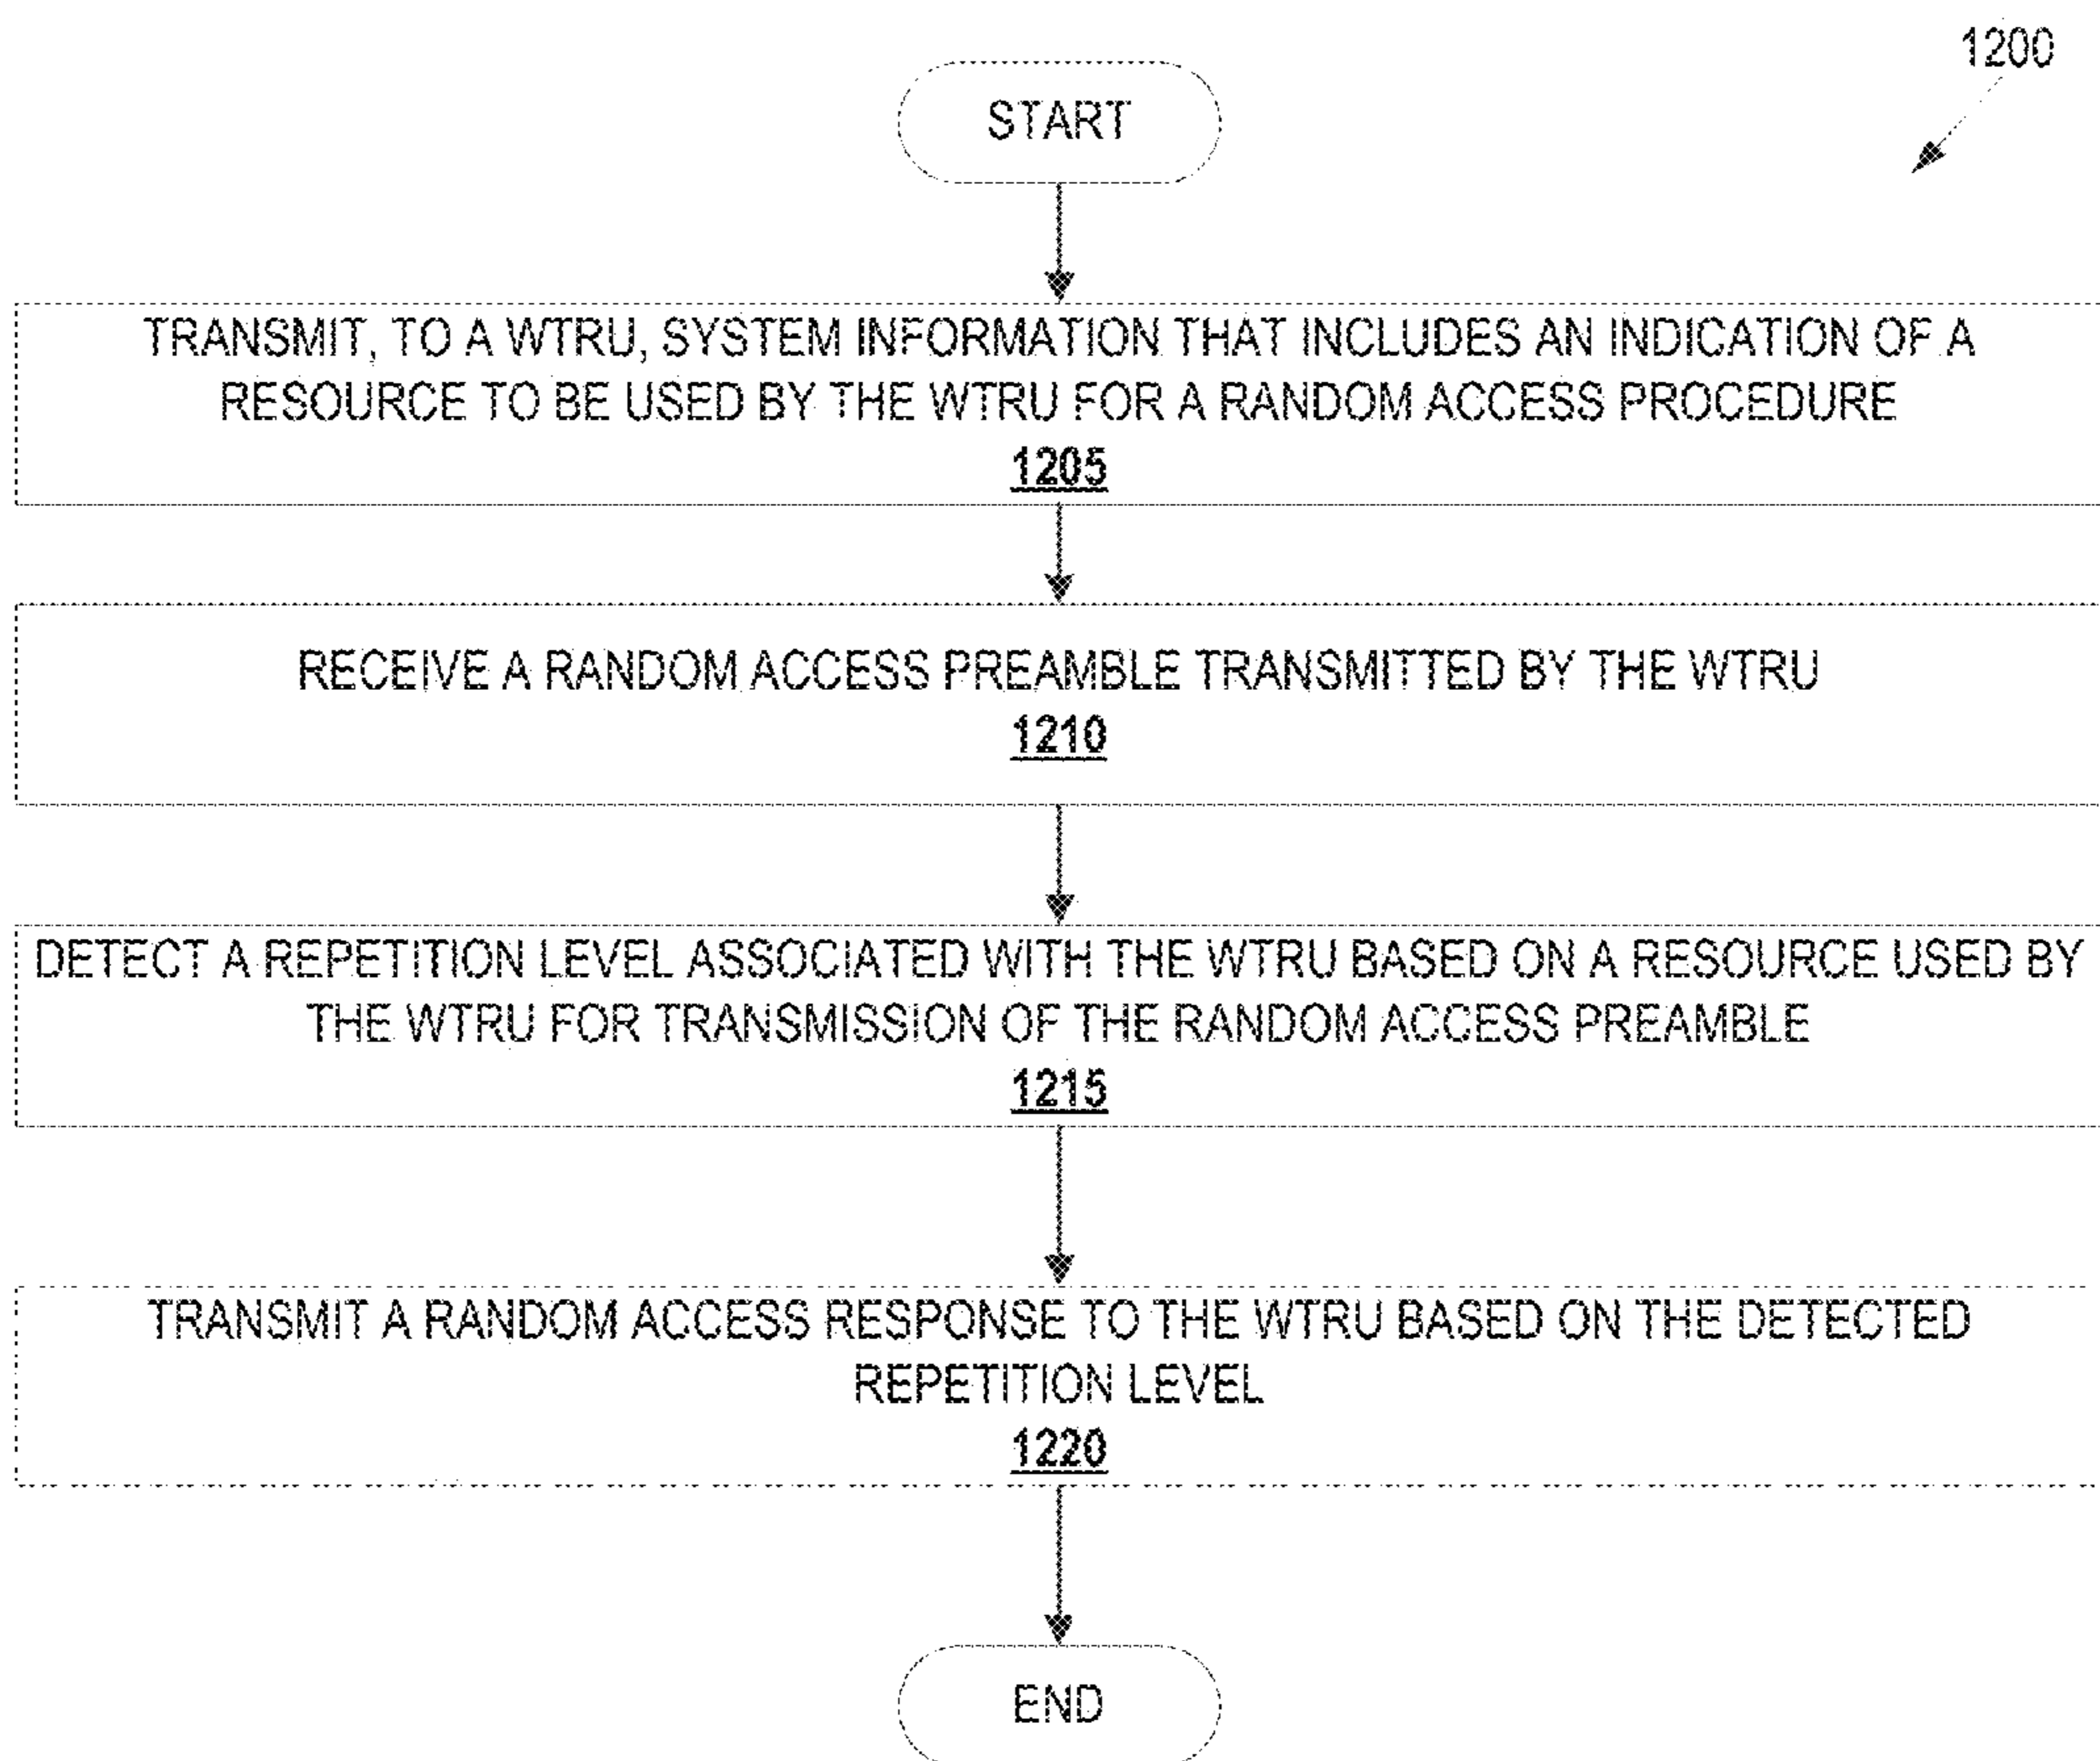 1200
START
TRANSMIT, TO A WTRU, SYSTEM INFORMATION THAT INCLUDES AN INDICATION OF A
RESOURCE TO BE USED BY THE WTRU FOR A RANDOM ACCESS PROCEDURE
1205
RECEIVE A RANDOM ACCESS PREAMBLE TRANSMITTED BY THE WTRU
1210
DETECT A REPETITION LEVEL ASSOCIATED WITH THE WTRU BASED ON A RESOURCE USED BY
THE WTRU FOR TRANSMISSION OF THE RANDOM ACCESS PREAMBLE
1215
TRANSMIT A RANDOM ACCESS RESPONSE TO THE WTRU BASED ON THE DETECTED
REPETITION LEVEL
1220
END